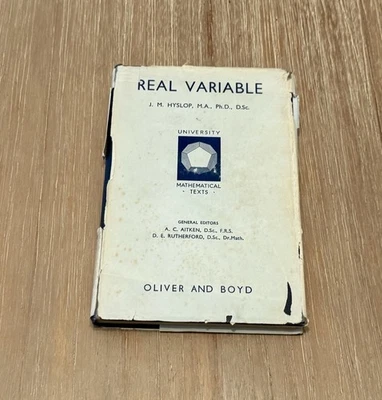 REAL VARIABLE
J. M. HYSLOP, M.A., Ph.D., D.Sc.
UNIVERSITY
MATHEMATICAL
· TEXTS ·
GENERAL EDITORS
A. C. AITKEN, D.Sc., F.R.S.
D. E. RUTHERFORD, D.Sc., Dr.Math.
OLIVER AND BOYD